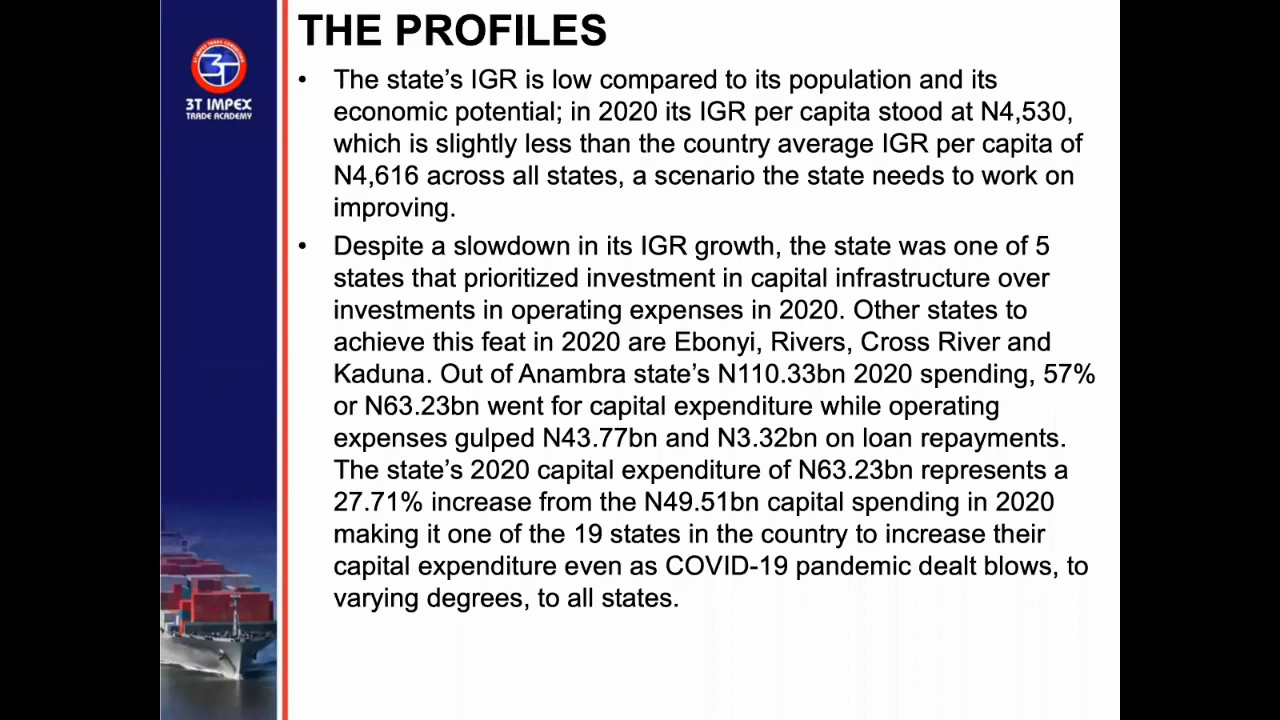 THE PROFILES
3T IMPEX
TRADE ACADEMY
• The state's IGR is low compared to its population and its
economic potential; in 2020 its IGR per capita stood at N4,530,
which is slightly less than the country average IGR per capita of
N4,616 across all states, a scenario the state needs to work on
improving.
• Despite a slowdown in its IGR growth, the state was one of 5
states that prioritized investment in capital infrastructure over
investments in operating expenses in 2020. Other states to
achieve this feat in 2020 are Ebonyi, Rivers, Cross River and
Kaduna. Out of Anambra state's N110.33bn 2020 spending, 57%
or N63.23bn went for capital expenditure while operating
expenses gulped N43.77bn and N3.32bn on loan repayments.
The state's 2020 capital expenditure of N63.23bn represents a
27.71% increase from the N49.51bn capital spending in 2020
making it one of the 19 states in the country to increase their
capital expenditure even as COVID-19 pandemic dealt blows, to
varying degrees, to all states.